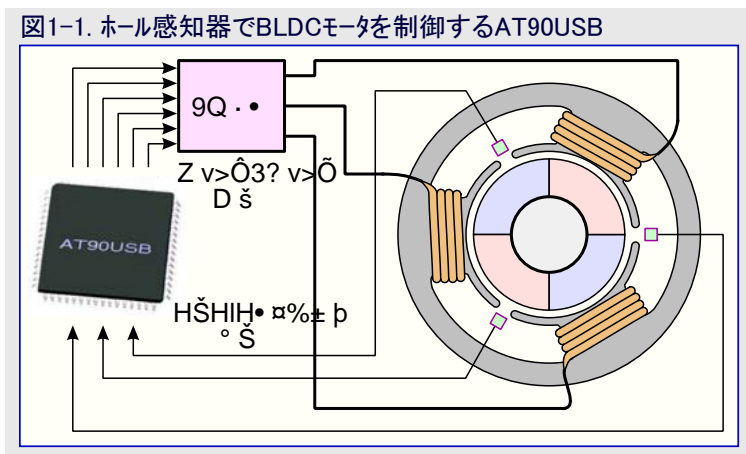 図1-1. ホール感知器でBLDCモータを制御するAT90USB
9Q · •
Z v>Ô3? v>Õ
D š
AT90USB
HŠHIH• ¤%± þ
° Š